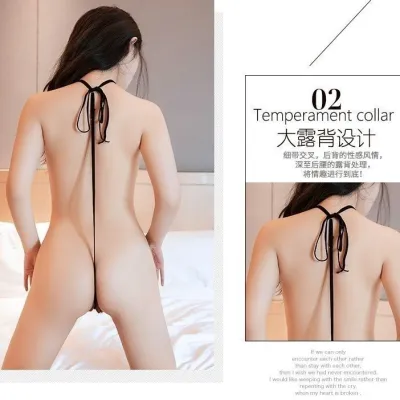 02
Temperament collar
大露背设计
细带交叉,后背的性感风情,
深至后腰的露背处理,
将情趣进行到底!
If we can only
encounter each other rather
than stay with each other,
then I wish we had never encountered.
I would like weeping with the smile rather than
repenting with the cry,
when my heart is broken